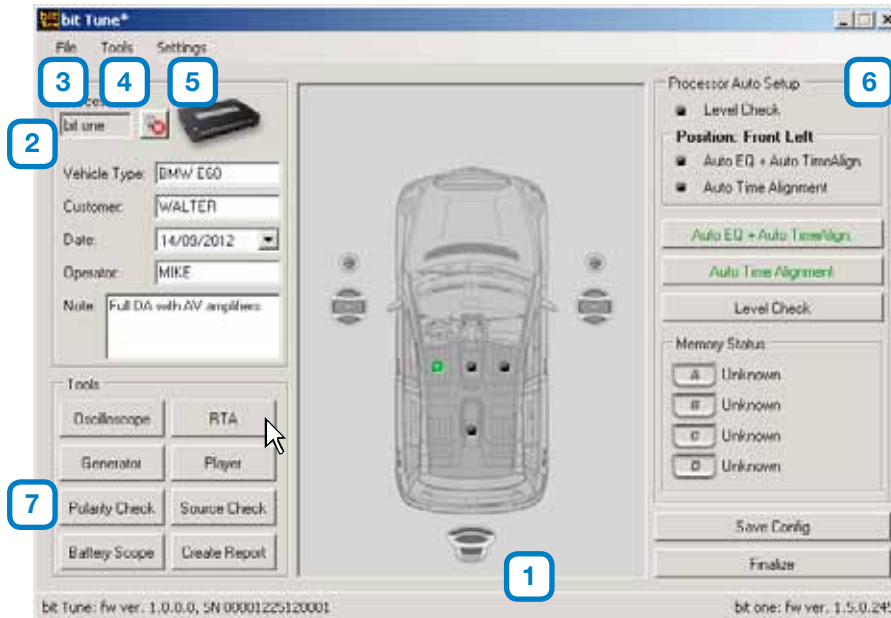 bit Tune*
File Tools Settings
3 4 5 6
2
bit one
Vehicle Type: BMW E60
Customer: WALTER
Date: 14/09/2012
Operator: MIKE
Note: Full DA with AV amplifiers
Tools
Oscilloscope RTA
Generator Player
7
Polarity Check Source Check
Battery Scope Create Report
1
Processor Auto Setup
Level Check
Position: Front Left
Auto EQ + Auto TimeAlign
Auto Time Alignment
Auto EQ + Auto TimeAlign.
Auto Time Alignment
Level Check
Memory Status
A Unknown
B Unknown
C Unknown
D Unknown
Save Config
Finalize
bit Tune: fw ver. 1.0.0.0, SN 00001225120001
bit one: fw ver. 1.5.0.245